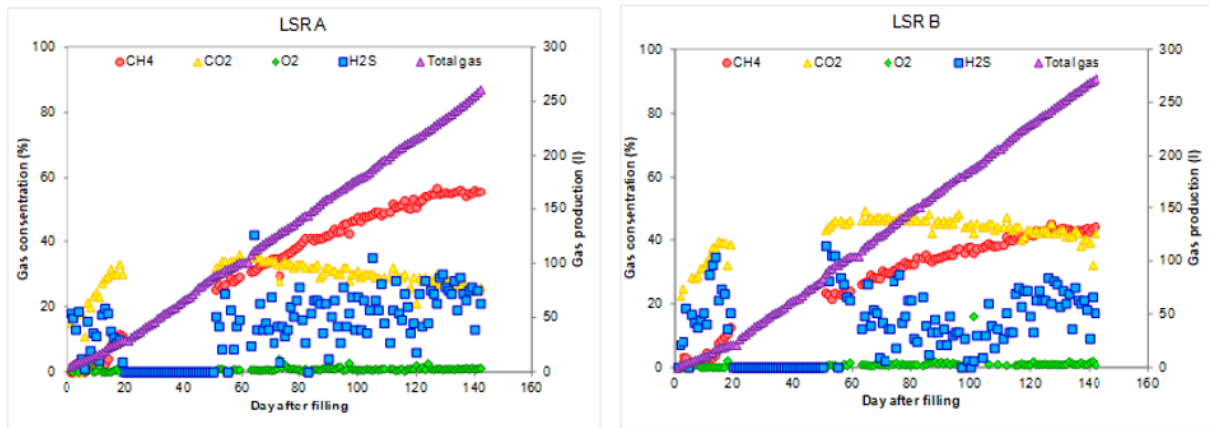 LSR A
CH4 CO2 O2 H2S Total gas
Gas consentration (%)
100
80
60
40
20
0
0 20 40 60 80 100 120 140 160
Day after filling
300
250
200
150
100
50
0
Gas production (l)
LSR B
CH4 CO2 O2 H2S Total gas
Gas consentration (%)
100
80
60
40
20
0
0 20 40 60 80 100 120 140 160
Day after filling
300
250
200
150
100
50
0
Gas production (l)